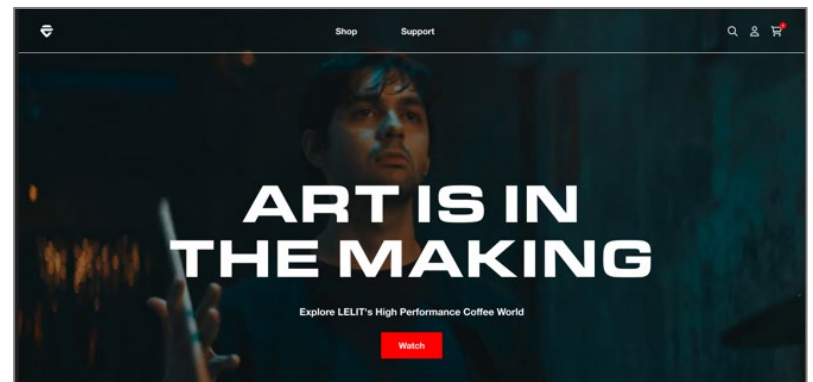 Shop Support
ART IS IN
THE MAKING
Explore LELIT's High Performance Coffee World
Watch